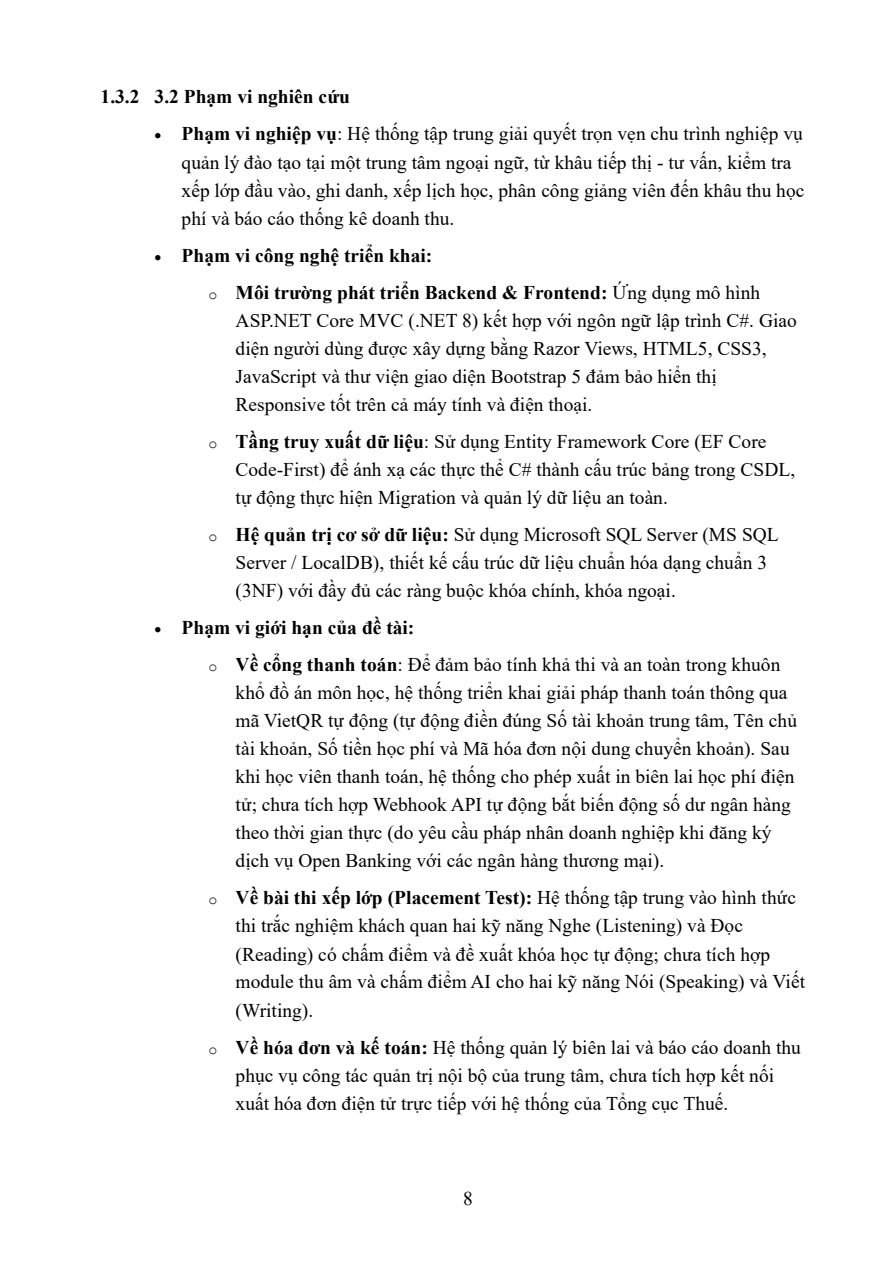 1.3.2 3.2 Phạm vi nghiên cứu
• Phạm vi nghiệp vụ: Hệ thống tập trung giải quyết trọn vẹn chu trình nghiệp vụ
quản lý đào tạo tại một trung tâm ngoại ngữ, từ khâu tiếp thị - tư vấn, kiểm tra
xếp lớp đầu vào, ghi danh, xếp lịch học, phân công giảng viên đến khâu thu học
phí và báo cáo thống kê doanh thu.
• Phạm vi công nghệ triển khai:
o Môi trường phát triển Backend & Frontend: Ứng dụng mô hình
ASP.NET Core MVC (.NET 8) kết hợp với ngôn ngữ lập trình C#. Giao
diện người dùng được xây dựng bằng Razor Views, HTML5, CSS3,
JavaScript và thư viện giao diện Bootstrap 5 đảm bảo hiển thị
Responsive tốt trên cả máy tính và điện thoại.
o Tầng truy xuất dữ liệu: Sử dụng Entity Framework Core (EF Core
Code-First) để ánh xạ các thực thể C# thành cấu trúc bảng trong CSDL,
tự động thực hiện Migration và quản lý dữ liệu an toàn.
o Hệ quản trị cơ sở dữ liệu: Sử dụng Microsoft SQL Server (MS SQL
Server / LocalDB), thiết kế cấu trúc dữ liệu chuẩn hóa dạng chuẩn 3
(3NF) với đầy đủ các ràng buộc khóa chính, khóa ngoại.
• Phạm vi giới hạn của đề tài:
o Về cổng thanh toán: Để đảm bảo tính khả thi và an toàn trong khuôn
khổ đồ án môn học, hệ thống triển khai giải pháp thanh toán thông qua
mã VietQR tự động (tự động điền đúng Số tài khoản trung tâm, Tên chủ
tài khoản, Số tiền học phí và Mã hóa đơn nội dung chuyển khoản). Sau
khi học viên thanh toán, hệ thống cho phép xuất in biên lai học phí điện
tử; chưa tích hợp Webhook API tự động bắt biến động số dư ngân hàng
theo thời gian thực (do yêu cầu pháp nhân doanh nghiệp khi đăng ký
dịch vụ Open Banking với các ngân hàng thương mại).
o Về bài thi xếp lớp (Placement Test): Hệ thống tập trung vào hình thức
thi trắc nghiệm khách quan hai kỹ năng Nghe (Listening) và Đọc
(Reading) có chấm điểm và đề xuất khóa học tự động; chưa tích hợp
module thu âm và chấm điểm AI cho hai kỹ năng Nói (Speaking) và Viết
(Writing).
o Về hóa đơn và kế toán: Hệ thống quản lý biên lai và báo cáo doanh thu
phục vụ công tác quản trị nội bộ của trung tâm, chưa tích hợp kết nối
xuất hóa đơn điện tử trực tiếp với hệ thống của Tổng cục Thuế.
8